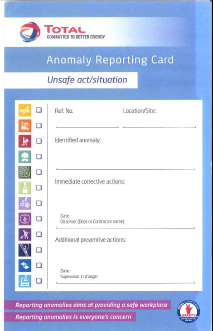 TOTAL
COMMITTED TO BETTER ENERGY
Anomaly Reporting Card
Unsafe act/situation
Ref. No: Location/Site:
Identified anomaly:
Immediate corrective actions:
Date:
Observer (Dept or Contractor name)
Additional preventive actions:
Date:
Supervisor in charge:
Reporting anomalies aims at providing a safe workplace
Reporting anomalies is everyone's concern